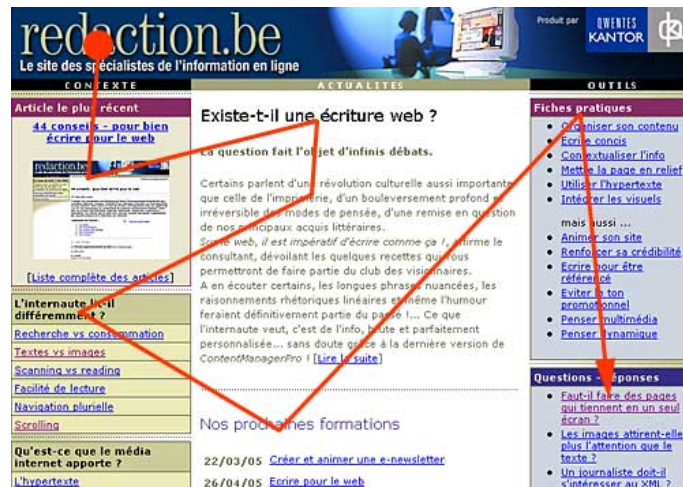 redaction.be
Le site des spécialistes de l'information en ligne
Produit par
QWENTES
KANTOR
CONTEXTE
ACTUALITES
OUTILS
Article le plus récent
44 conseils - pour bien
écrire pour le web
[Liste complète des articles]
L'internaute lit-il
différemment ?
Recherche vs consommation
Textes vs images
Scanning vs reading
Facilité de lecture
Navigation plurielle
Scrolling
Qu'est-ce que le média
internet apporte ?
L'hypertexte
Existe-t-il une écriture web ?
La question fait l'objet d'infinis débats.
Certains parlent d'une révolution culturelle aussi importante
que celle de l'imprimerie, d'un bouleversement profond et
irréversible des modes de pensée, d'une remise en question
de nos principaux acquis littéraires.
Sur le web, il est impératif d'écrire comme ça !, affirme le
consultant, dévoilant les quelques recettes qui vous
permettront de faire partie du club des visionnaires.
A en écouter certains, les longues phrases nuancées, les
raisonnements rhétoriques linéaires et même l'humour
feraient définitivement partie du passé !... Ce que
l'internaute veut, c'est de l'info, brute et parfaitement
personnalisée... sans doute grâce à la dernière version de
ContentManagerPro ! [Lire la suite]
Nos prochaines formations
22/03/05 Créer et animer une e-newsletter
26/04/05 Ecrire pour le web
Fiches pratiques
Organiser son contenu
Ecrire concis
Contextualiser l'info
Mettre la page en relief
Utiliser l'hypertexte
Intégrer les visuels
mais aussi ...
Animer son site
Renforcer sa crédibilité
Ecrire pour être
référencé
Eviter le ton
promotionnel
Penser multimédia
Penser dynamique
Questions - Réponses
Faut-il faire des pages
qui tiennent en un seul
écran ?
Les images attirent-elle
plus l'attention que le
texte ?
Un journaliste doit-il
s'intéresser au XML ?